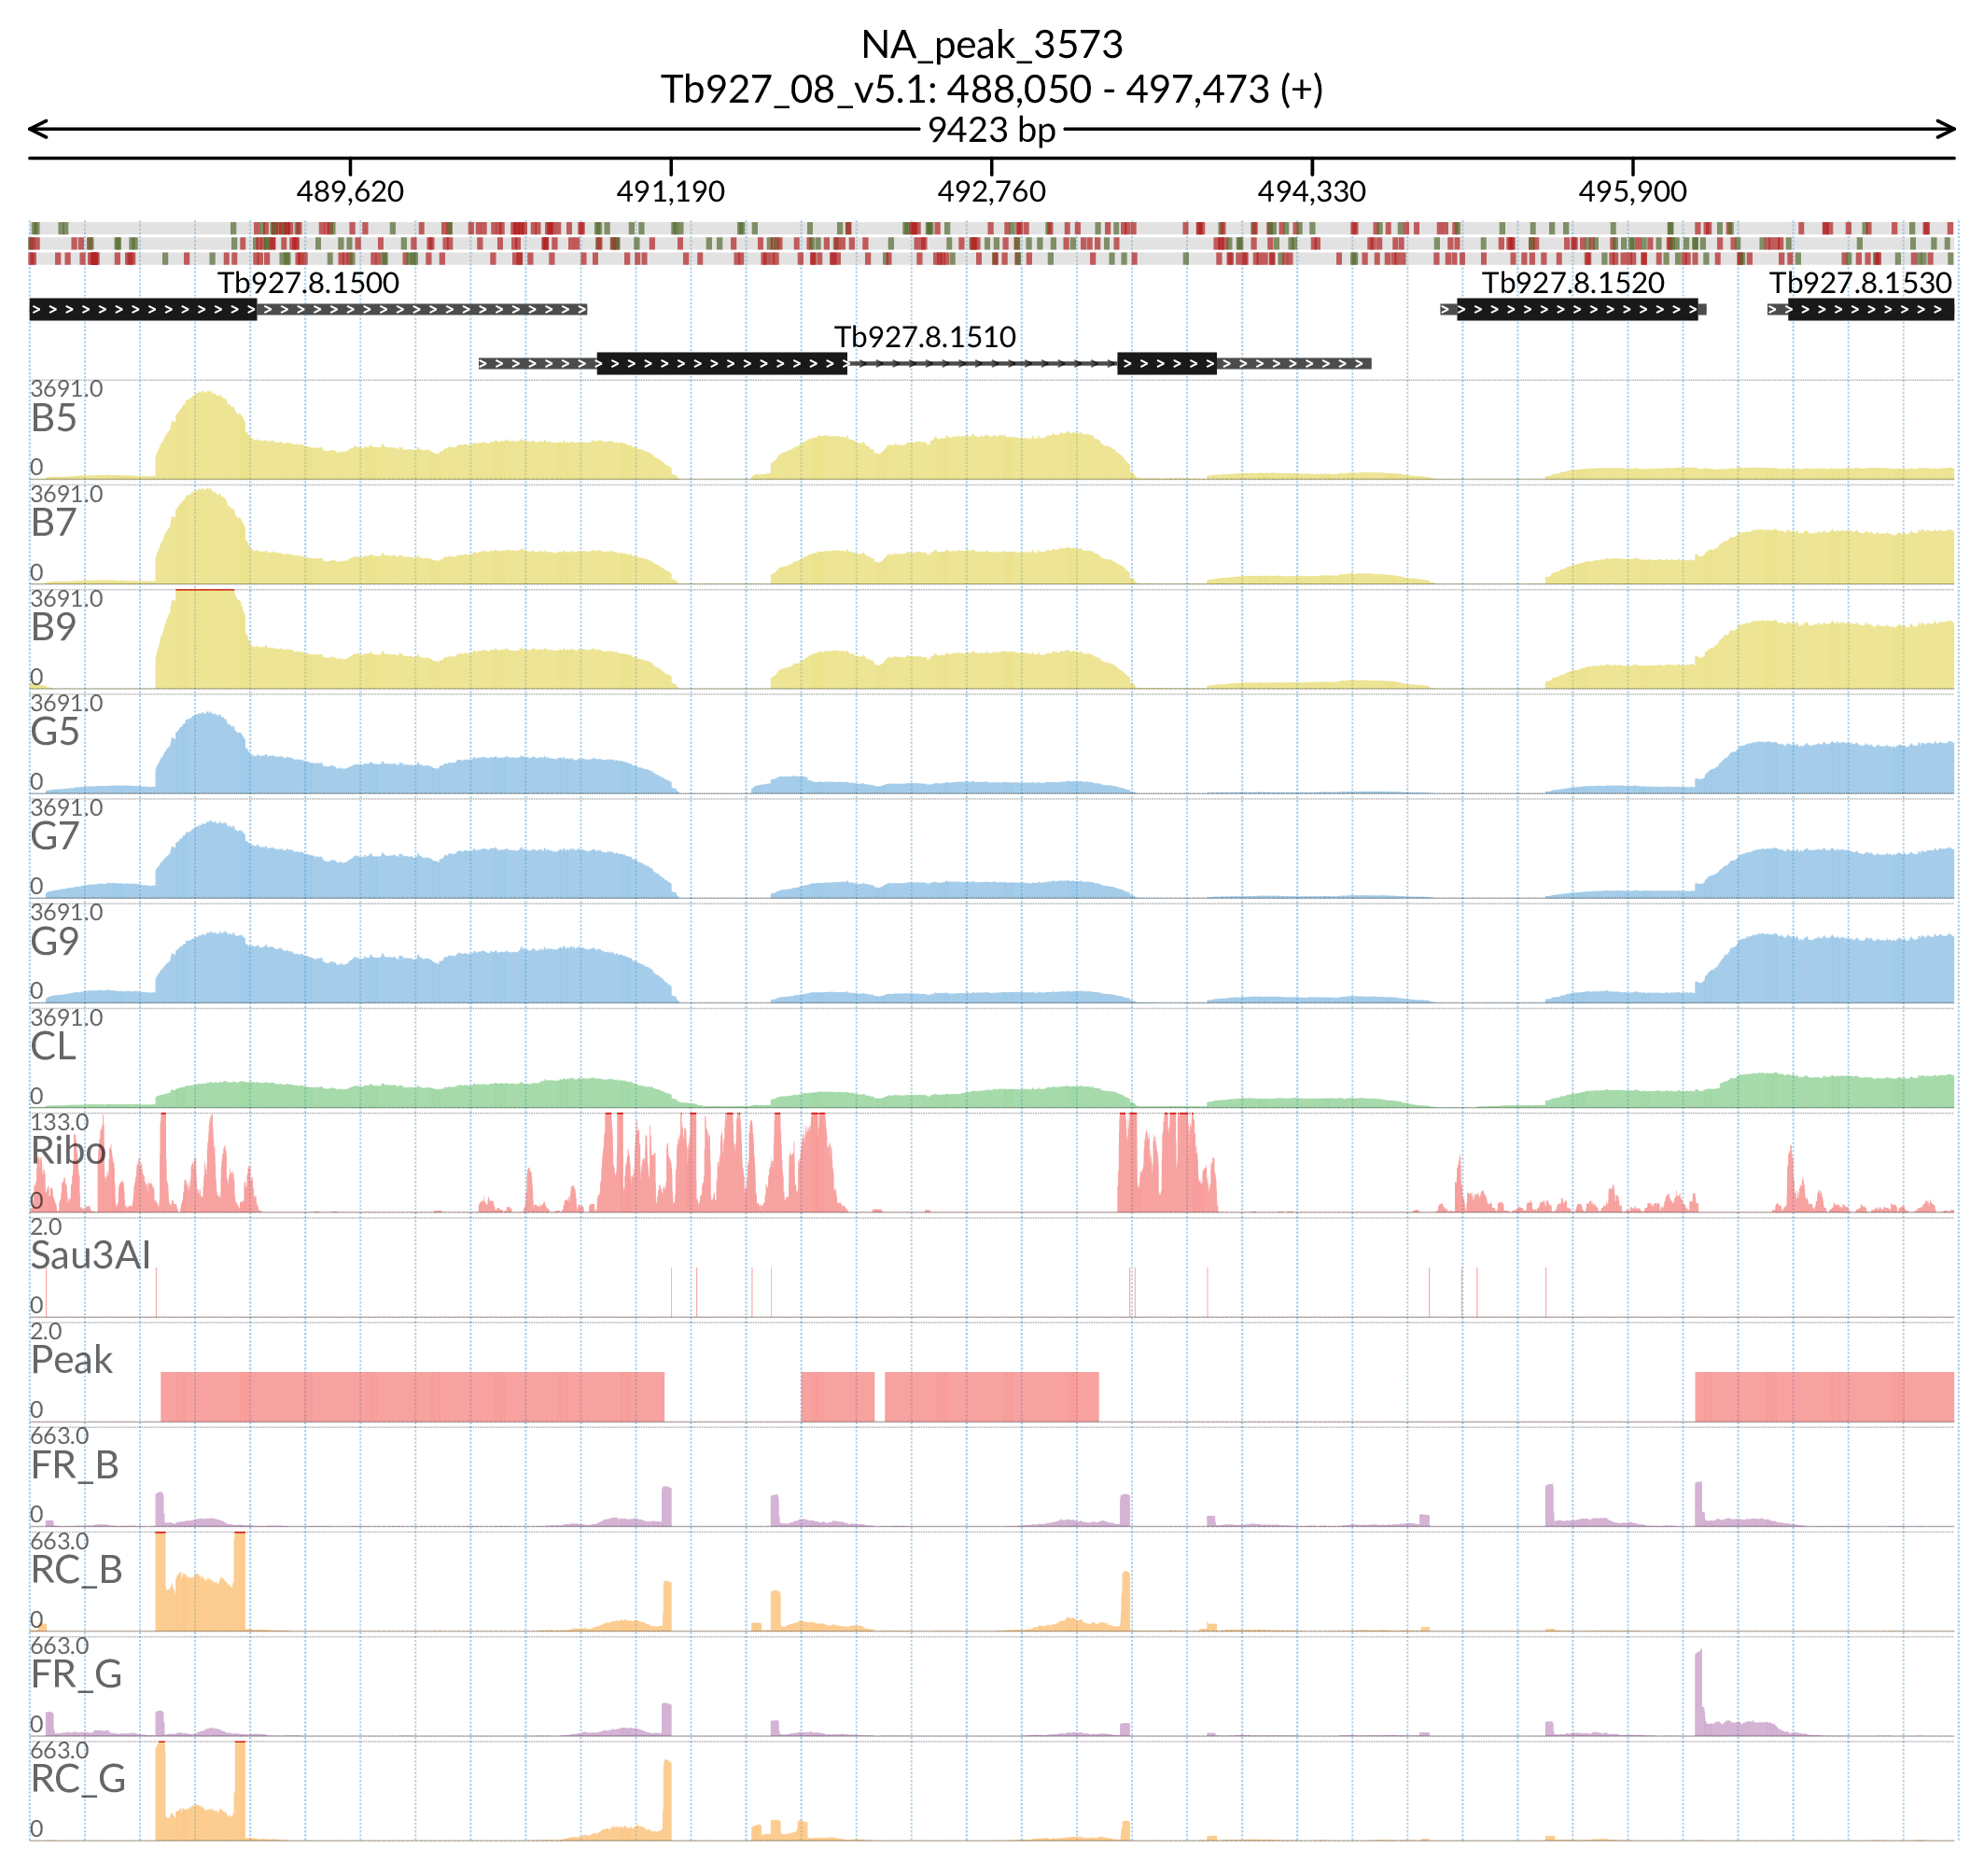 NA_peak_3573
Tb927_08_v5.1: 488,050 - 497,473 (+)
9423 bp
489,620 491,190 492,760 494,330 495,900
Tb927.8.1500 Tb927.8.1520 Tb927.8.1530
Tb927.8.1510
3691.0
B5
0
3691.0
B7
0
3691.0
B9
0
3691.0
G5
0
3691.0
G7
0
3691.0
G9
0
3691.0
CL
0
133.0
Ribo
0
2.0
Sau3AI
0
2.0
Peak
0
663.0
FR_B
0
663.0
RC_B
0
663.0
FR_G
0
663.0
RC_G
0